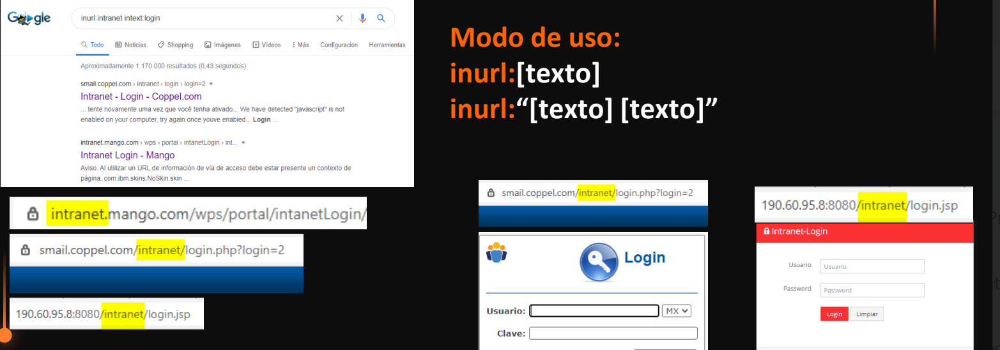 Google
inurl:intranet intext:login
Todo Noticias Shopping Imágenes Vídeos Más Configuración Herramientas
Aproximadamente 1.170.000 resultados (0,43 segundos)
smail.coppel.com › intranet › login › login=2
Intranet - Login - Coppel.com
... tente novamente uma vez que você tenha ativado... We have detected "javascript" is not
enabled on your computer, try again once youve enabled... Login ...
intranet.mango.com › wps › portal › intanetLogin › int...
Intranet Login - Mango
Aviso. Al utilizar un URL de información de vía de acceso debe estar presente un contexto de
página. com.ibm.skins.NoSkin.skin ...
Modo de uso:
inurl:[texto]
inurl:“[texto] [texto]”
intranet.mango.com/wps/portal/intanetLogin/
smail.coppel.com/intranet/login.php?login=2
190.60.95.8:8080/intranet/login.jsp
smail.coppel.com/intranet/login.php?login=2
Login
Usuario: MX
Clave:
190.60.95.8:8080/intranet/login.jsp
Intranet-Login
Usuario Usuario
Password Password
Login Limpiar